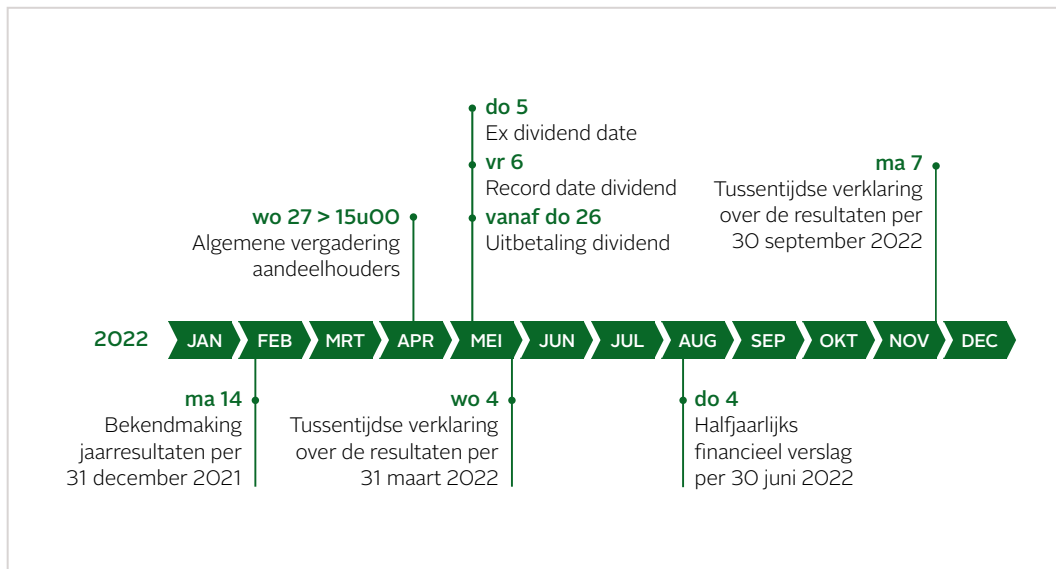 do 5
Ex dividend date
vr 6
Record date dividend
vanaf do 26
Uitbetaling dividend
ma 7
Tussentijdse verklaring
over de resultaten per
30 september 2022
wo 27 > 15u00
Algemene vergadering
aandeelhouders
2022 JAN FEB MRT APR MEI JUN JUL AUG SEP OKT NOV DEC
ma 14
Bekendmaking
jaarresultaten per
31 december 2021
wo 4
Tussentijdse verklaring
over de resultaten per
31 maart 2022
do 4
Halfjaarlijks
financieel verslag
per 30 juni 2022